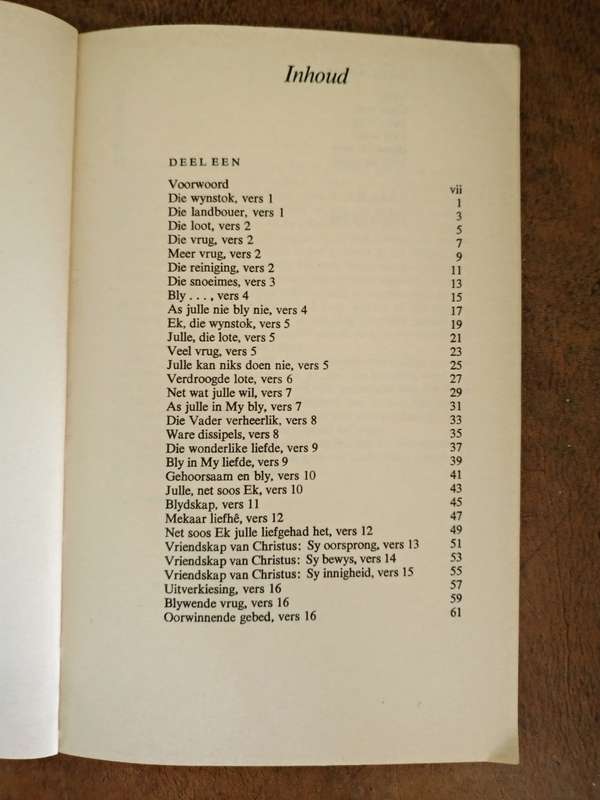 Inhoud
DEEL EEN
Voorwoord vii
Die wynstok, vers 1 1
Die landbouer, vers 1 3
Die loot, vers 2 5
Die vrug, vers 2 7
Meer vrug, vers 2 9
Die reiniging, vers 2 11
Die snoeimes, vers 3 13
Bly . . . , vers 4 15
As julle nie bly nie, vers 4 17
Ek, die wynstok, vers 5 19
Julle, die lote, vers 5 21
Veel vrug, vers 5 23
Julle kan niks doen nie, vers 5 25
Verdroogde lote, vers 6 27
Net wat julle wil, vers 7 29
As julle in My bly, vers 7 31
Die Vader verheerlik, vers 8 33
Ware dissipels, vers 8 35
Die wonderlike liefde, vers 9 37
Bly in My liefde, vers 9 39
Gehoorsaam en bly, vers 10 41
Julle, net soos Ek, vers 10 43
Blydskap, vers 11 45
Mekaar liefhê, vers 12 47
Net soos Ek julle liefgehad het, vers 12 49
Vriendskap van Christus: Sy oorsprong, vers 13 51
Vriendskap van Christus: Sy bewys, vers 14 53
Vriendskap van Christus: Sy innigheid, vers 15 55
Uitverkiesing, vers 16 57
Blywende vrug, vers 16 59
Oorwinnende gebed, vers 16 61